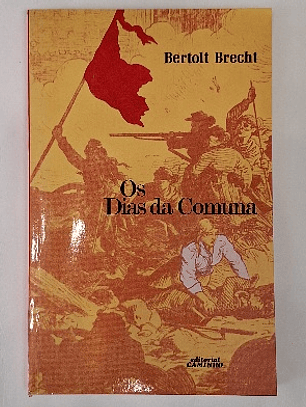 Bertolt Brecht
Os
Dias da Comuna
editorial
CAMINHO